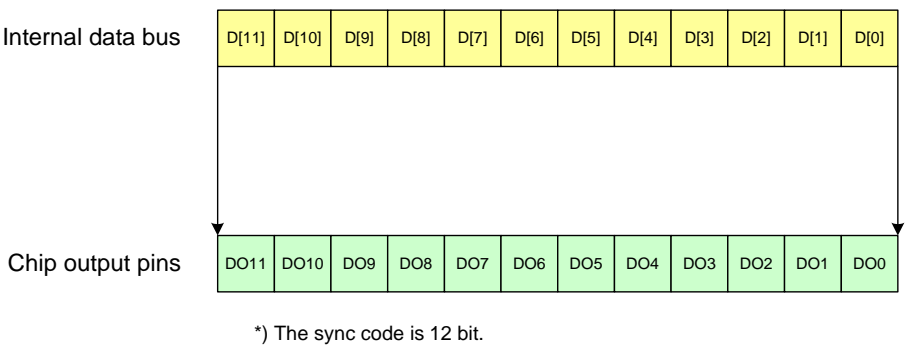 Internal data bus D[11] D[10] D[9] D[8] D[7] D[6] D[5] D[4] D[3] D[2] D[1] D[0]
Chip output pins DO11 DO10 DO9 DO8 DO7 DO6 DO5 DO4 DO3 DO2 DO1 DO0
*) The sync code is 12 bit.